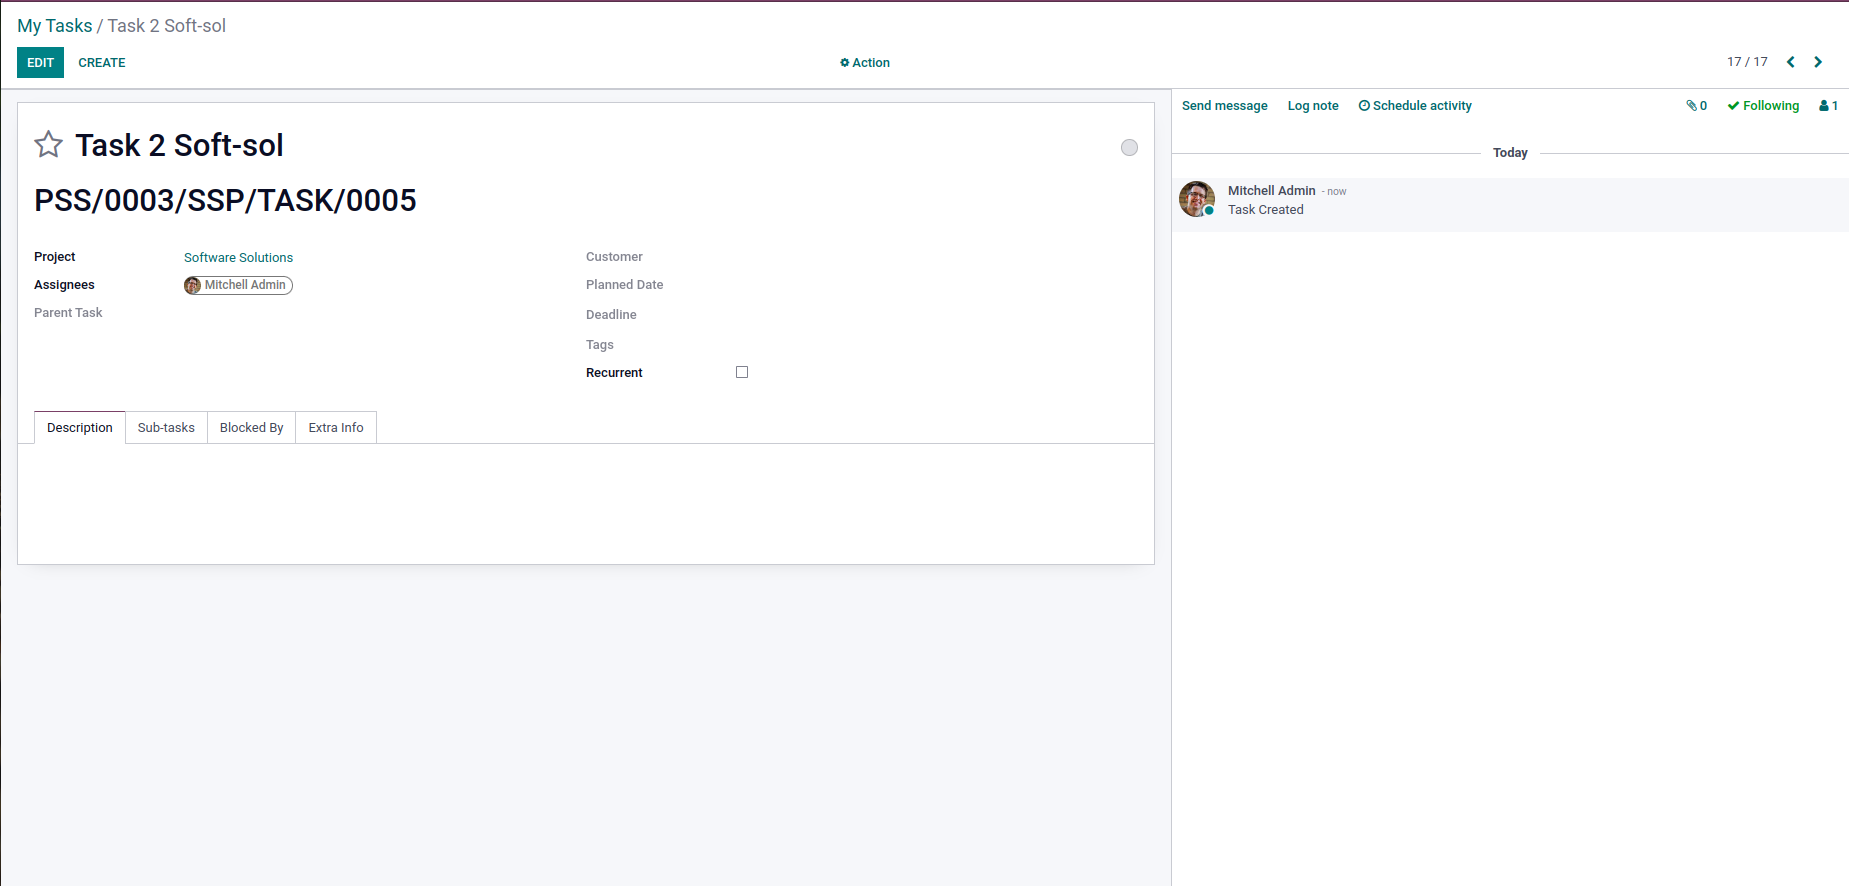 My Tasks / Task 2 Soft-sol
EDIT CREATE Action 17 / 17
Send message Log note Schedule activity 0 Following 1
Task 2 Soft-sol
PSS/0003/SSP/TASK/0005
Project Software Solutions
Assignees Mitchell Admin
Parent Task
Customer
Planned Date
Deadline
Tags
Recurrent
Description Sub-tasks Blocked By Extra Info
Today
Mitchell Admin - now
Task Created